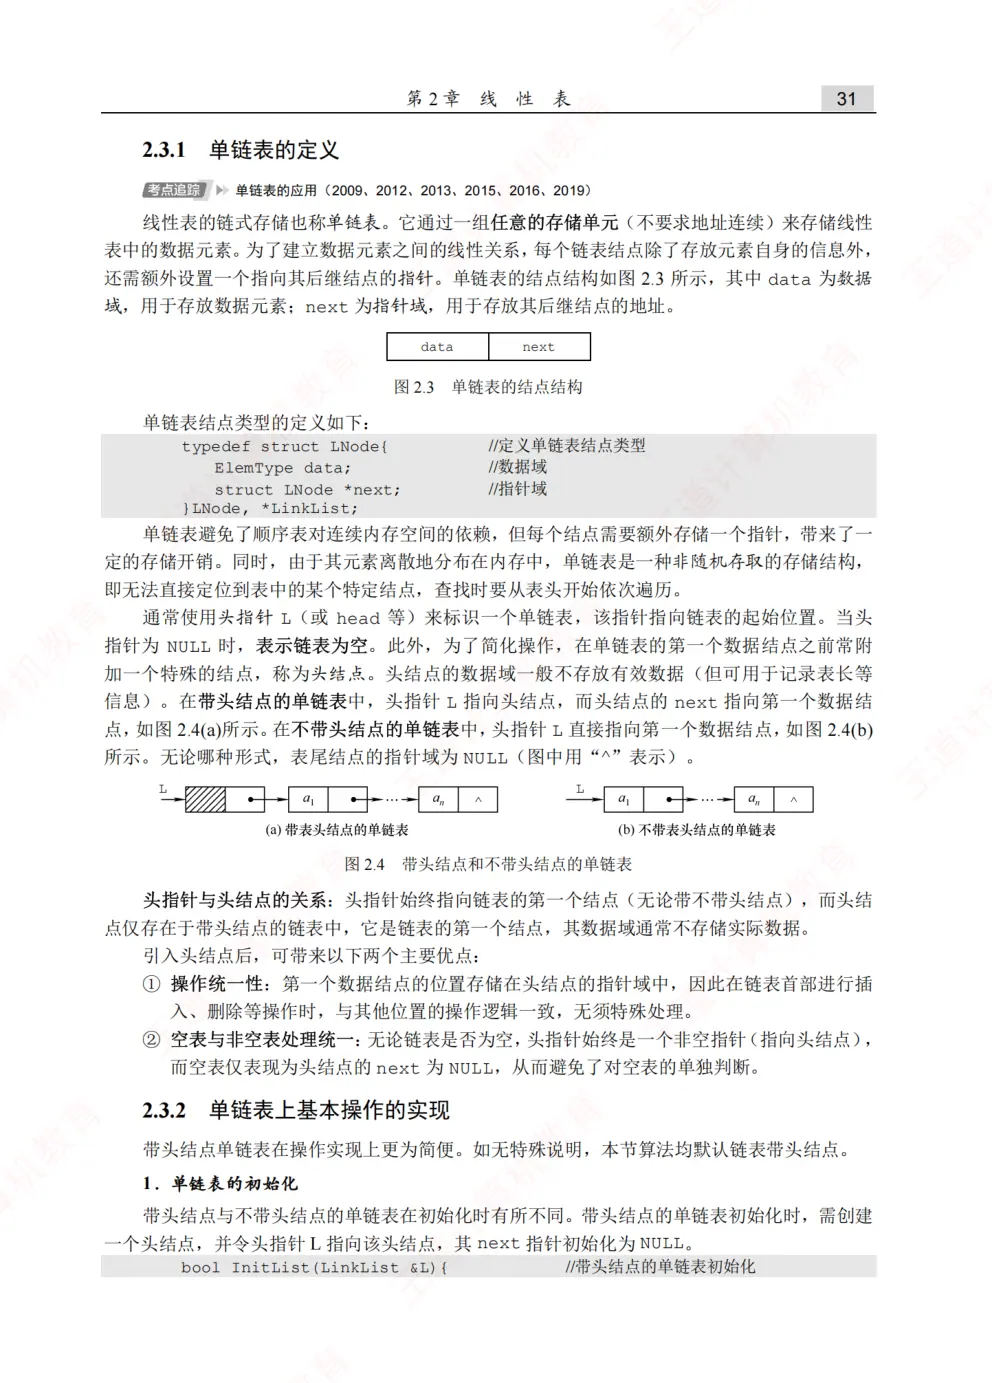 第 2 章 线 性 表 31
2.3.1 单链表的定义
考点追踪 单链表的应用（2009、2012、2013、2015、2016、2019）
线性表的链式存储也称单链表。它通过一组任意的存储单元（不要求地址连续）来存储线性
表中的数据元素。为了建立数据元素之间的线性关系，每个链表结点除了存放元素自身的信息外，
还需额外设置一个指向其后继结点的指针。单链表的结点结构如图 2.3 所示，其中 data 为数据
域，用于存放数据元素；next 为指针域，用于存放其后继结点的地址。
data next
图 2.3 单链表的结点结构
单链表结点类型的定义如下：
typedef struct LNode{ //定义单链表结点类型
ElemType data; //数据域
struct LNode *next; //指针域
}LNode, *LinkList;
单链表避免了顺序表对连续内存空间的依赖，但每个结点需要额外存储一个指针，带来了一
定的存储开销。同时，由于其元素离散地分布在内存中，单链表是一种非随机存取的存储结构，
即无法直接定位到表中的某个特定结点，查找时要从表头开始依次遍历。
通常使用头指针 L（或 head 等）来标识一个单链表，该指针指向链表的起始位置。当头
指针为 NULL 时，表示链表为空。此外，为了简化操作，在单链表的第一个数据结点之前常附
加一个特殊的结点，称为头结点。头结点的数据域一般不存放有效数据（但可用于记录表长等
信息）。在带头结点的单链表中，头指针 L 指向头结点，而头结点的 next 指向第一个数据结
点，如图 2.4(a)所示。在不带头结点的单链表中，头指针 L 直接指向第一个数据结点，如图 2.4(b)
所示。无论哪种形式，表尾结点的指针域为 NULL（图中用“^”表示）。
L a1 … an ^ L a1 … an ^
(a) 带表头结点的单链表 (b) 不带表头结点的单链表
图 2.4 带头结点和不带头结点的单链表
头指针与头结点的关系：头指针始终指向链表的第一个结点（无论带不带头结点），而头结
点仅存在于带头结点的链表中，它是链表的第一个结点，其数据域通常不存储实际数据。
引入头结点后，可带来以下两个主要优点：
① 操作统一性：第一个数据结点的位置存储在头结点的指针域中，因此在链表首部进行插
入、删除等操作时，与其他位置的操作逻辑一致，无须特殊处理。
② 空表与非空表处理统一：无论链表是否为空，头指针始终是一个非空指针（指向头结点），
而空表仅表现为头结点的 next 为 NULL，从而避免了对空表的单独判断。
2.3.2 单链表上基本操作的实现
带头结点单链表在操作实现上更为简便。如无特殊说明，本节算法均默认链表带头结点。
1．单链表的初始化
带头结点与不带头结点的单链表在初始化时有所不同。带头结点的单链表初始化时，需创建
一个头结点，并令头指针 L 指向该头结点，其 next 指针初始化为 NULL。
bool InitList(LinkList &L){ //带头结点的单链表初始化